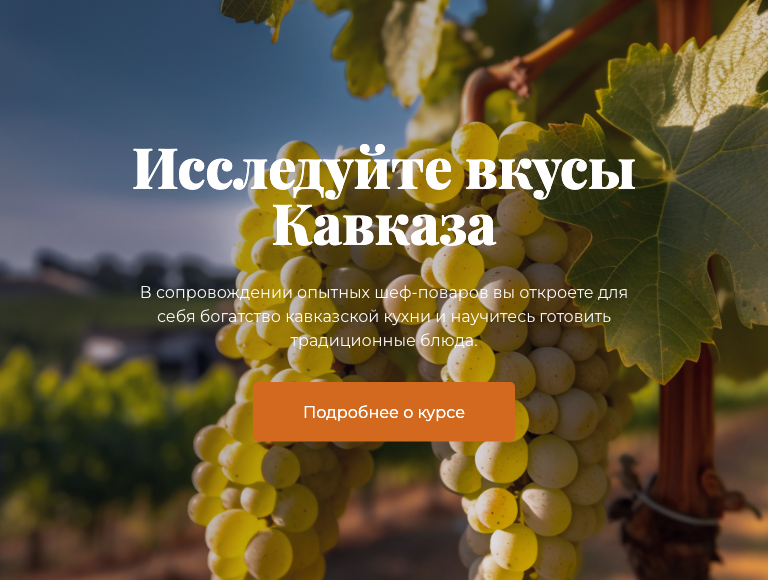 Исследуйте вкусы
Кавказа
В сопровождении опытных шеф-поваров вы откроете для
себя богатство кавказской кухни и научитесь готовить
традиционные блюда.
Подробнее о курсе